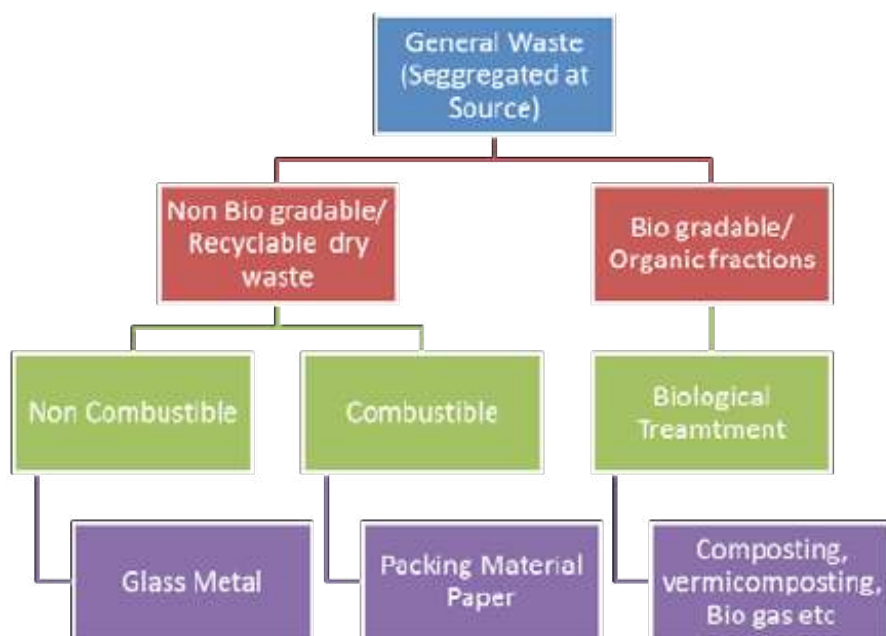 General Waste
(Seggregated at
Source)
Non Bio gradable/
Recyclable dry
waste
Bio gradable/
Organic fractions
Non Combustible
Combustible
Biological
Treamtment
Glass Metal
Packing Material
Paper
Composting,
vermicomposting,
Bio gas etc